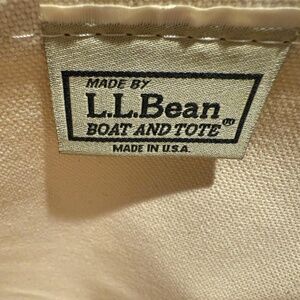 MADE BY
L.L.Bean
BOAT AND TOTE®
MADE IN U.S.A.